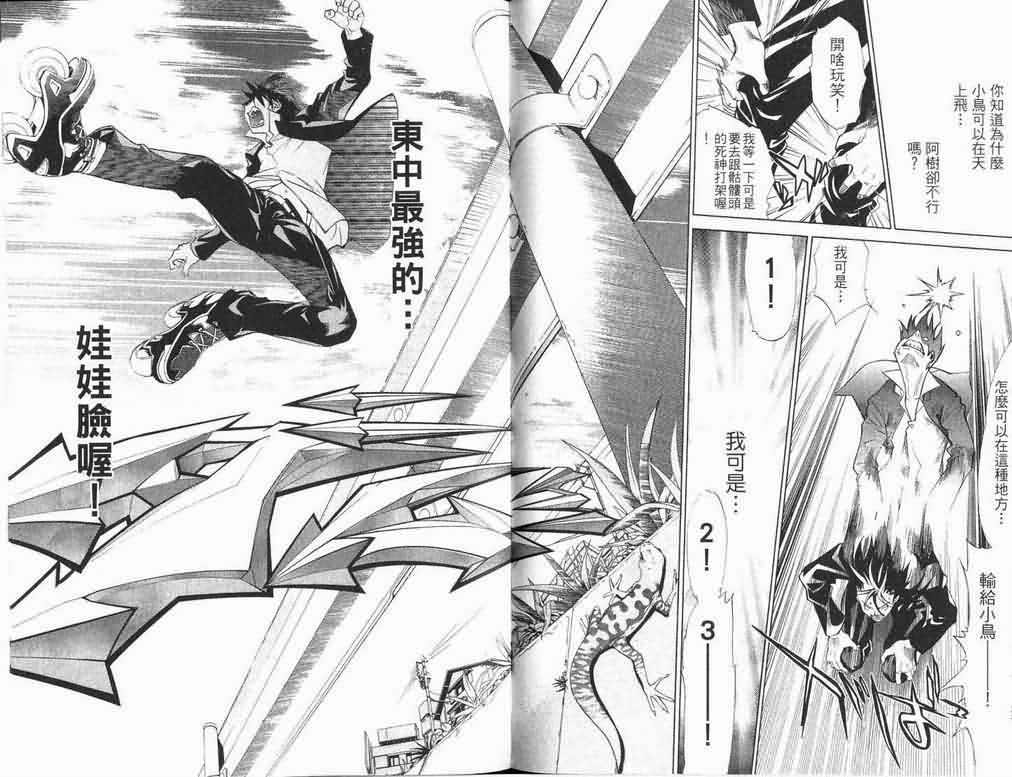 你知道為什麼
小鳥可以在天
上飛…
阿樹卻不行
嗎?
開啥玩笑!
我等一下可是
要去跟骷髏頭
的死神打架喔
!
怎麼可以在這種地方…
輸給小鳥——!
我可是…
1!
我可是…
2!
3——!
東中最強的…
娃娃臉喔!